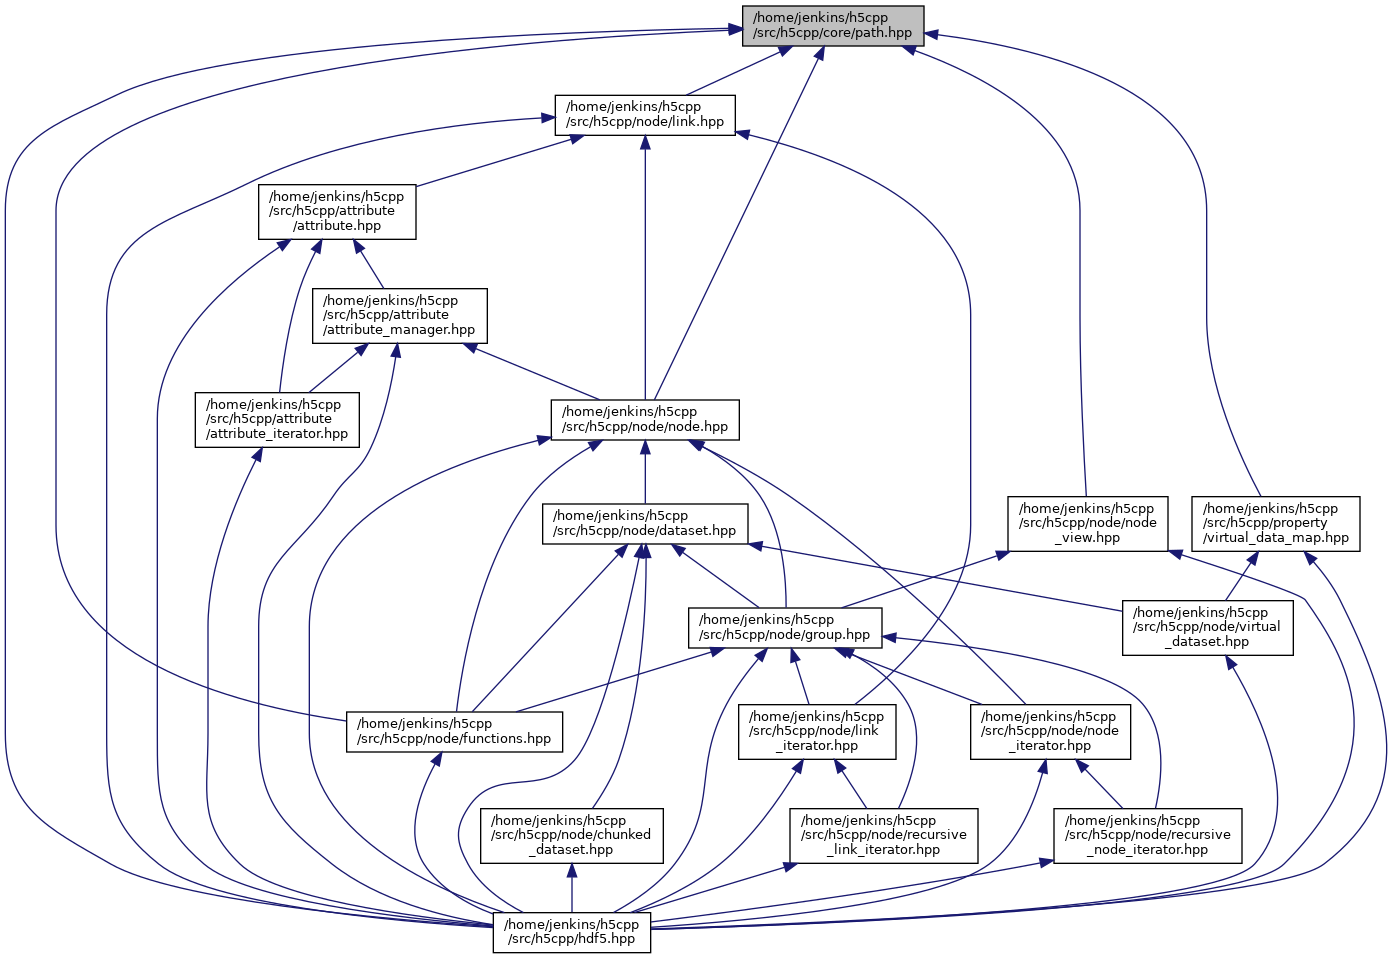 /home/jenkins/h5cpp
/src/h5cpp/core/path.hpp
/home/jenkins/h5cpp
/src/h5cpp/node/link.hpp
/home/jenkins/h5cpp
/src/h5cpp/attribute
/attribute.hpp
/home/jenkins/h5cpp
/src/h5cpp/attribute
/attribute_manager.hpp
/home/jenkins/h5cpp
/src/h5cpp/attribute
/attribute_iterator.hpp
/home/jenkins/h5cpp
/src/h5cpp/node/node.hpp
/home/jenkins/h5cpp
/src/h5cpp/node/dataset.hpp
/home/jenkins/h5cpp
/src/h5cpp/node/node
_view.hpp
/home/jenkins/h5cpp
/src/h5cpp/property
/virtual_data_map.hpp
/home/jenkins/h5cpp
/src/h5cpp/node/group.hpp
/home/jenkins/h5cpp
/src/h5cpp/node/virtual
_dataset.hpp
/home/jenkins/h5cpp
/src/h5cpp/node/functions.hpp
/home/jenkins/h5cpp
/src/h5cpp/node/link
_iterator.hpp
/home/jenkins/h5cpp
/src/h5cpp/node/node
_iterator.hpp
/home/jenkins/h5cpp
/src/h5cpp/node/chunked
_dataset.hpp
/home/jenkins/h5cpp
/src/h5cpp/node/recursive
_link_iterator.hpp
/home/jenkins/h5cpp
/src/h5cpp/node/recursive
_node_iterator.hpp
/home/jenkins/h5cpp
/src/h5cpp/hdf5.hpp